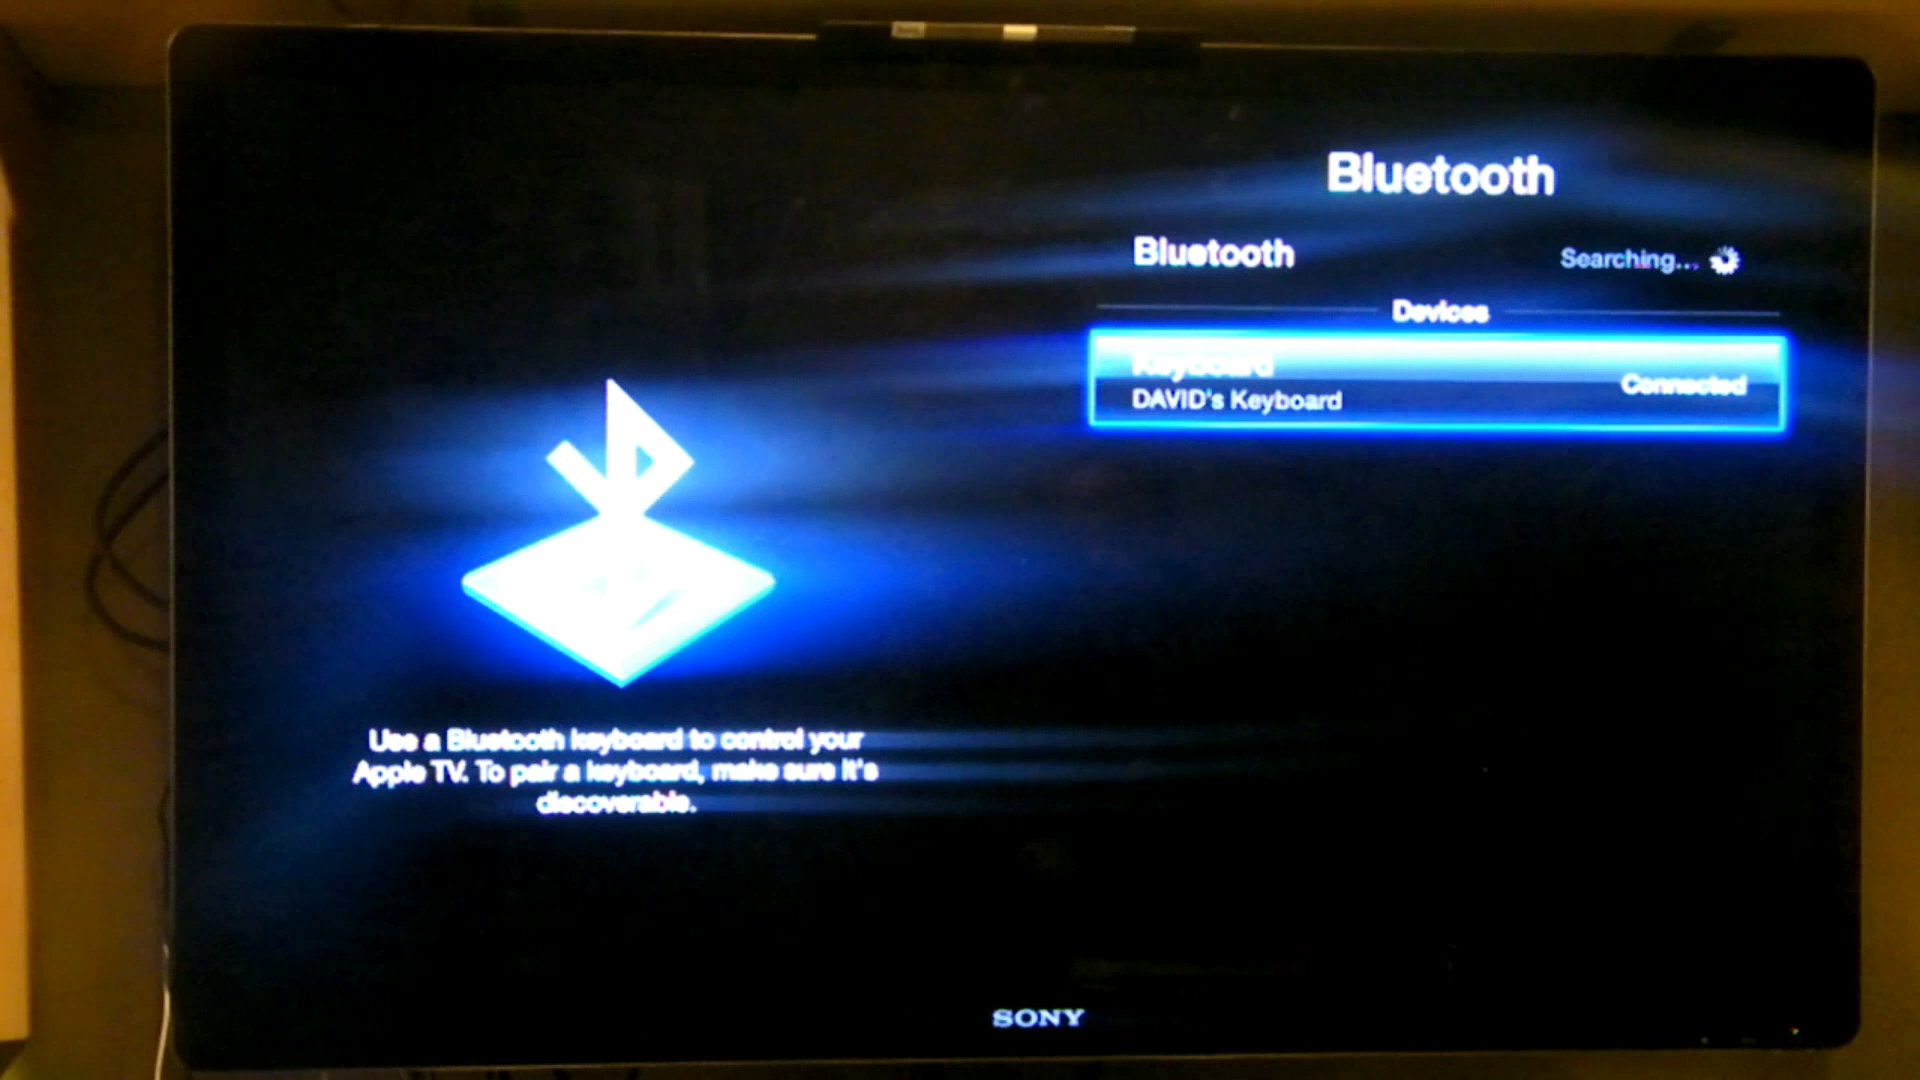 Bluetooth
Bluetooth Searching...
Devices
Keyboard
DAVID's Keyboard Connected
Use a Bluetooth keyboard to control your
Apple TV. To pair a keyboard, make sure it's
discoverable.
SONY